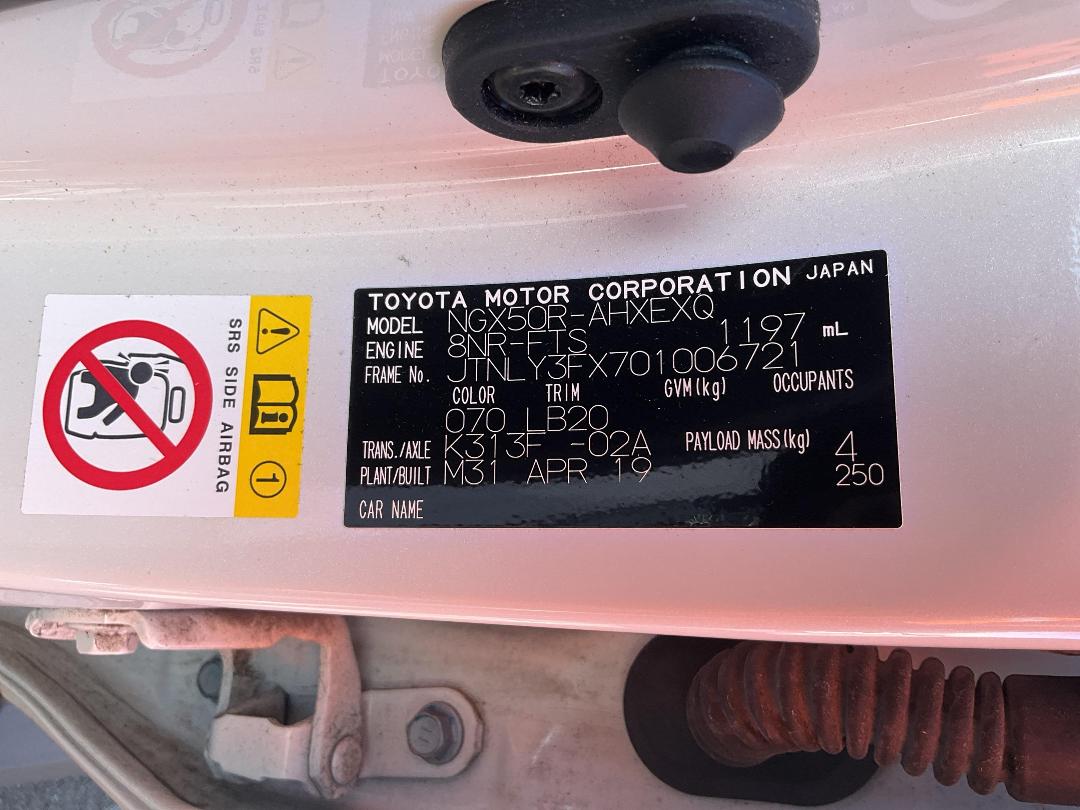 TOYOTA MOTOR CORPORATION JAPAN
MODEL NGX50R-AHXEXQ
ENGINE 8NR-FTS 1197 mL
FRAME No. JTNLY3FX701006721
COLOR TRIM GVM(kg) OCCUPANTS
070 LB20
TRANS./AXLE K313F -02A PAYLOAD MASS(kg) 4
PLANT/BUILT M31 APR 19 250
CAR NAME
SRS SIDE AIRBAG
1